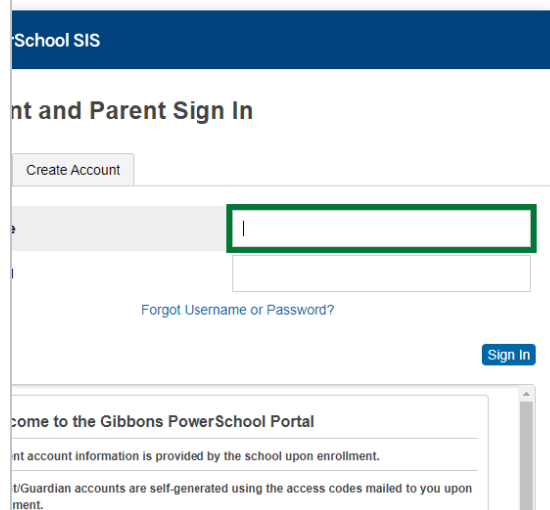 School SIS
nt and Parent Sign In
Create Account
Forgot Username or Password?
Sign In
come to the Gibbons PowerSchool Portal
nt account information is provided by the school upon enrollment.
t/Guardian accounts are self-generated using the access codes mailed to you upon
ment.